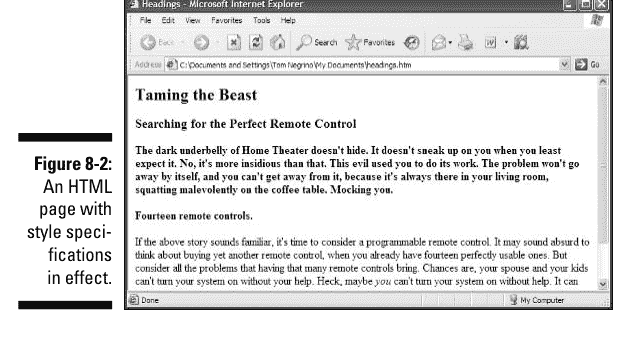 Headings - Microsoft Internet Explorer
File Edit View Favorites Tools Help
Back Search Favorites
Address C:\Documents and Settings\Tom Negrino\My Documents\headings.htm Go
Taming the Beast
Searching for the Perfect Remote Control
The dark underbelly of Home Theater doesn't hide. It doesn't sneak up on you when you least
expect it. No, it's more insidious than that. This evil used you to do its work. The problem won't go
away by itself, and you can't get away from it, because it's always there in your living room,
squatting malevolently on the coffee table. Mocking you.
Fourteen remote controls.
If the above story sounds familiar, it's time to consider a programmable remote control. It may sound absurd to
think about buying yet another remote control, when you already have fourteen perfectly usable ones. But
consider all the problems that having that many remote controls bring. Chances are, your spouse and your kids
can't turn your system on without your help. Heck, maybe you can't turn your system on without help. It can
Done My Computer
Figure 8-2:
An HTML
page with
style speci-
fications
in effect.